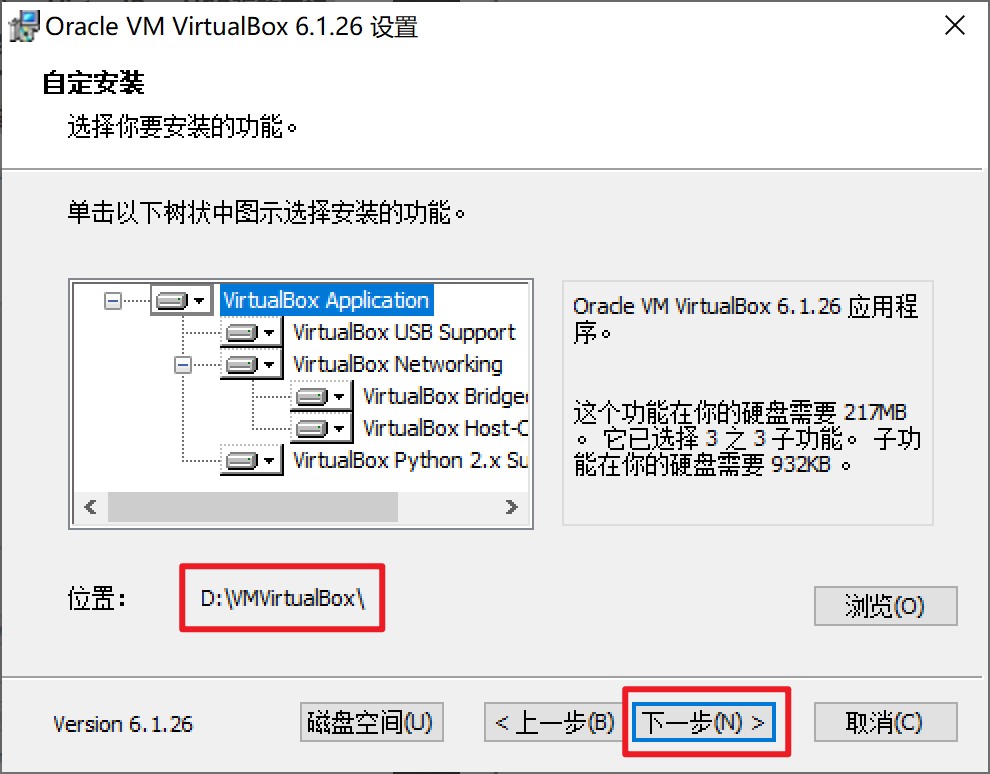 Oracle VM VirtualBox 6.1.26 设置
自定安装
选择你要安装的功能。
单击以下树状中图示选择安装的功能。
VirtualBox Application
VirtualBox USB Support
VirtualBox Networking
VirtualBox Bridge
VirtualBox Host-C
VirtualBox Python 2.x Su
Oracle VM VirtualBox 6.1.26 应用程
序。
这个功能在你的硬盘需要 217MB
。它已选择 3 之 3 子功能。 子功
能在你的硬盘需要 932KB 。
位置：
D:\VMVirtualBox\
浏览(O)
Version 6.1.26
磁盘空间(U)
< 上一步(B)
下一步(N) >
取消(C)